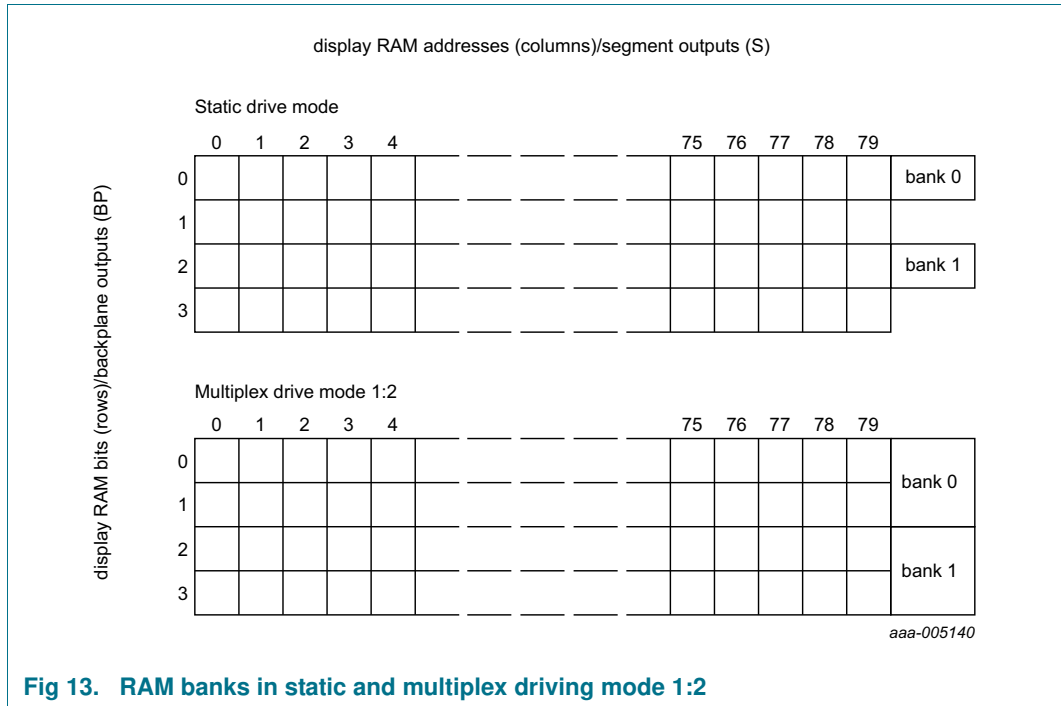 display RAM addresses (columns)/segment outputs (S)
display RAM bits (rows)/backplane outputs (BP)
Static drive mode
0 1 2 3 4 75 76 77 78 79
0 bank 0
1
2 bank 1
3
Multiplex drive mode 1:2
0 1 2 3 4 75 76 77 78 79
0
bank 0
1
2
bank 1
3
aaa-005140
Fig 13. RAM banks in static and multiplex driving mode 1:2